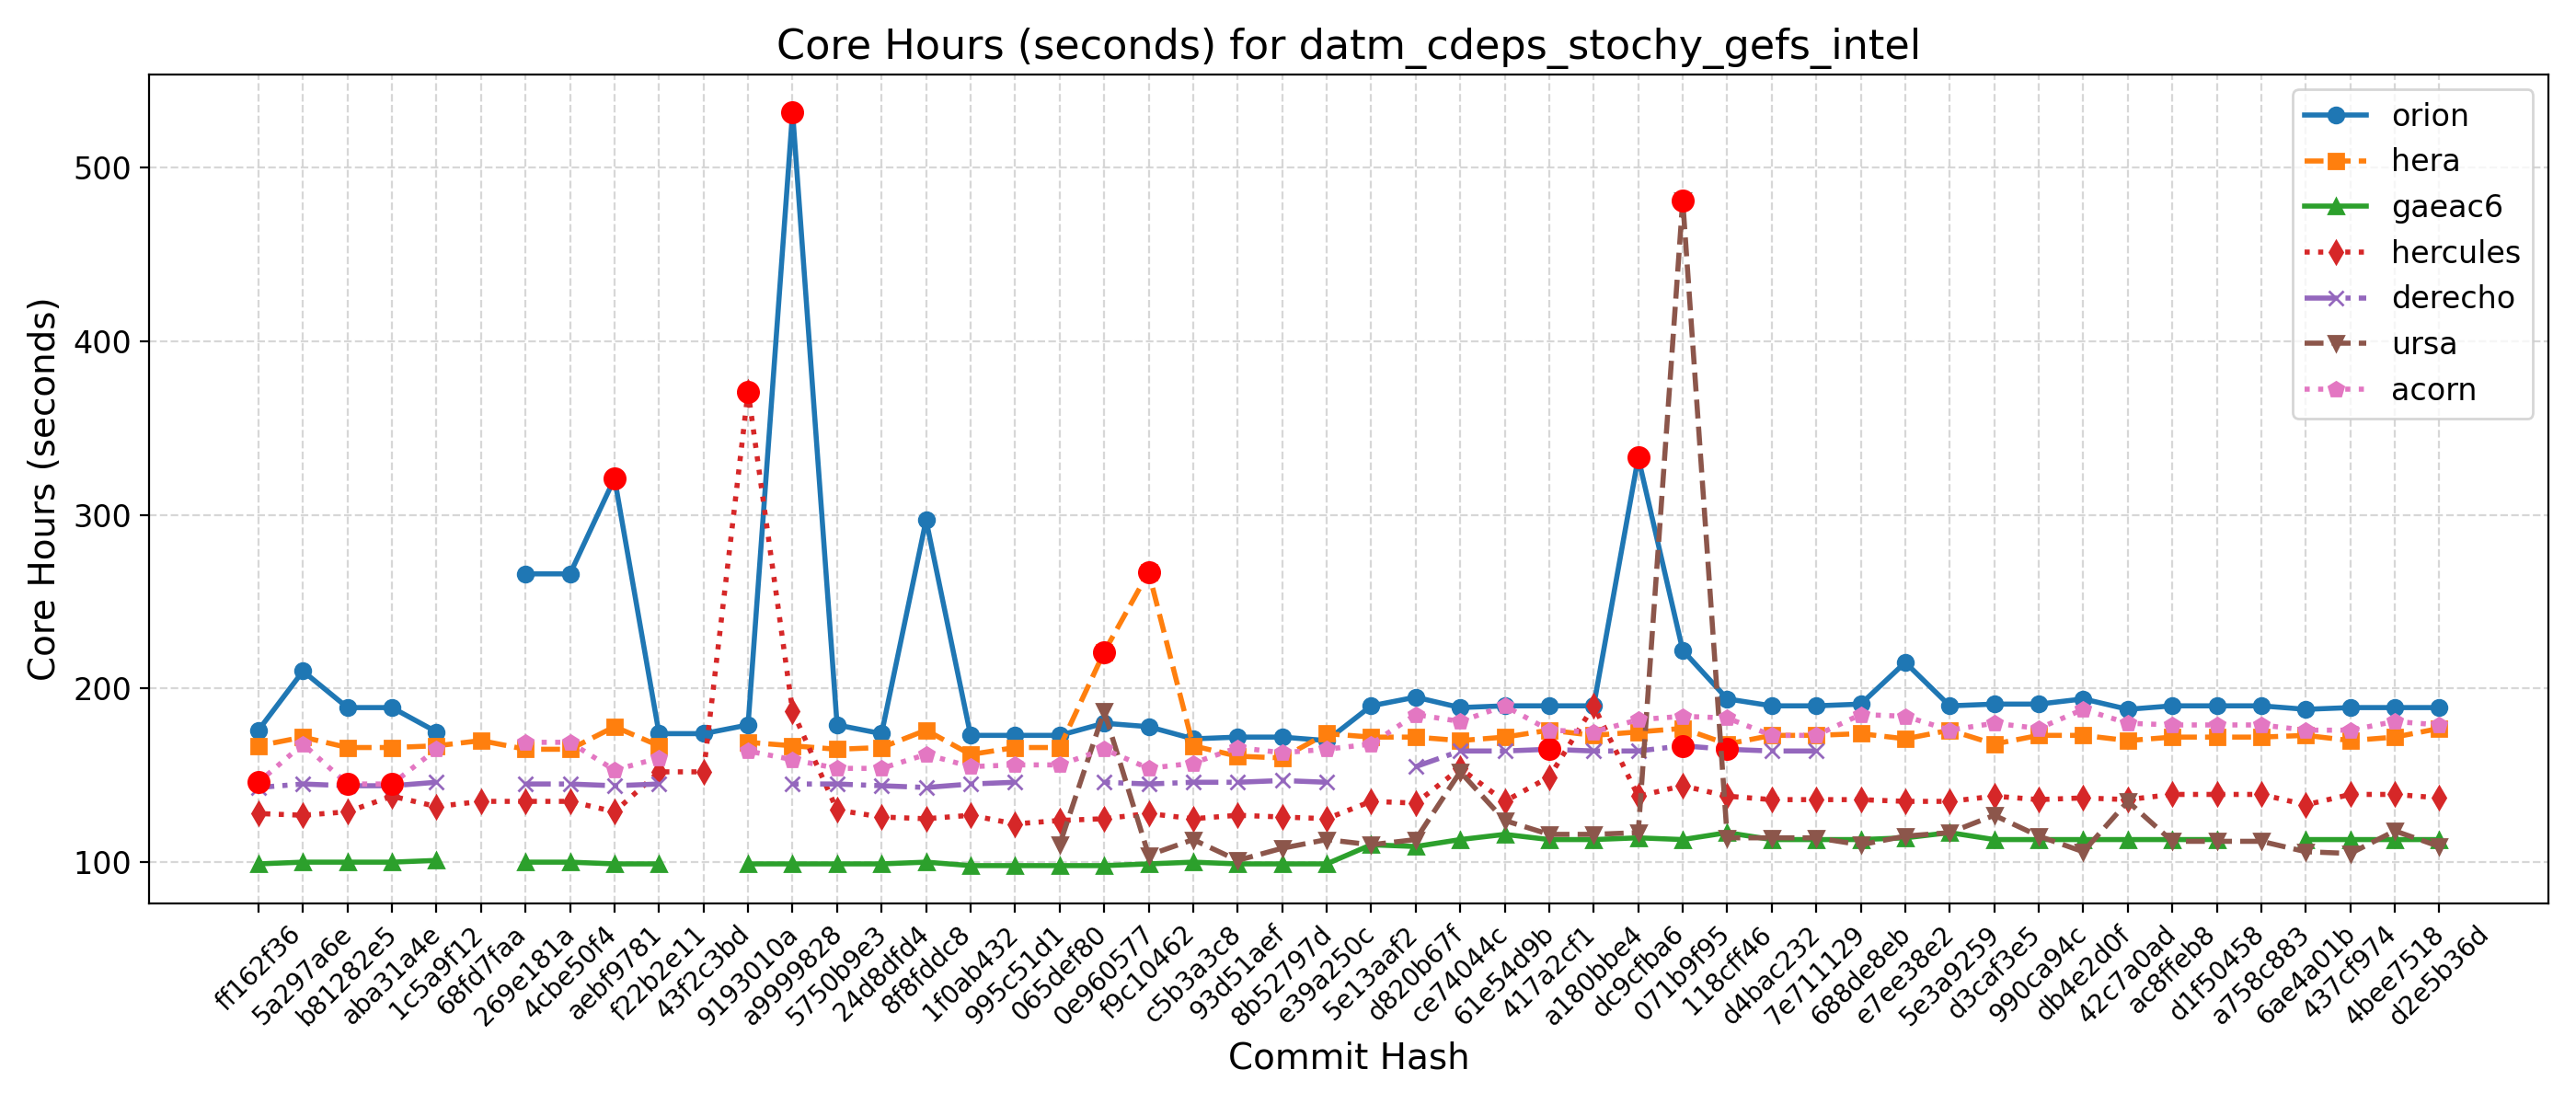 Core Hours (seconds) for datm_cdeps_stochy_gefs_intel
Core Hours (seconds)
500
400
300
200
100
orion
hera
gaeac6
hercules
derecho
ursa
acorn
ff162f36
5a297a6e
b81282e5
aba31a4e
1c5a9f12
68fd7faa
269e181a
4cbe50f4
aebf9781
f22b2e11
43f2c3bd
9193010a
a9999828
5750b9e3
24d8dfd4
8f8fddc8
1f0ab432
995c51d1
065def80
0e960577
f9c10462
c5b3a3c8
93d51aef
8b52797d
e39a250c
5e13aaf2
d820b67f
ce74044c
61e54d9b
417a2cf1
a180bbe4
dc9cfba6
071b9f95
118cff46
d4bac232
7e711129
688de8eb
e7ee38e2
5e3a9259
d3caf3e5
990ca94c
db4e2d0f
42c7a0ad
ac8ffeb8
d1f50458
a758c883
6ae4a01b
437cf974
4bee7518
d2e5b36d
Commit Hash